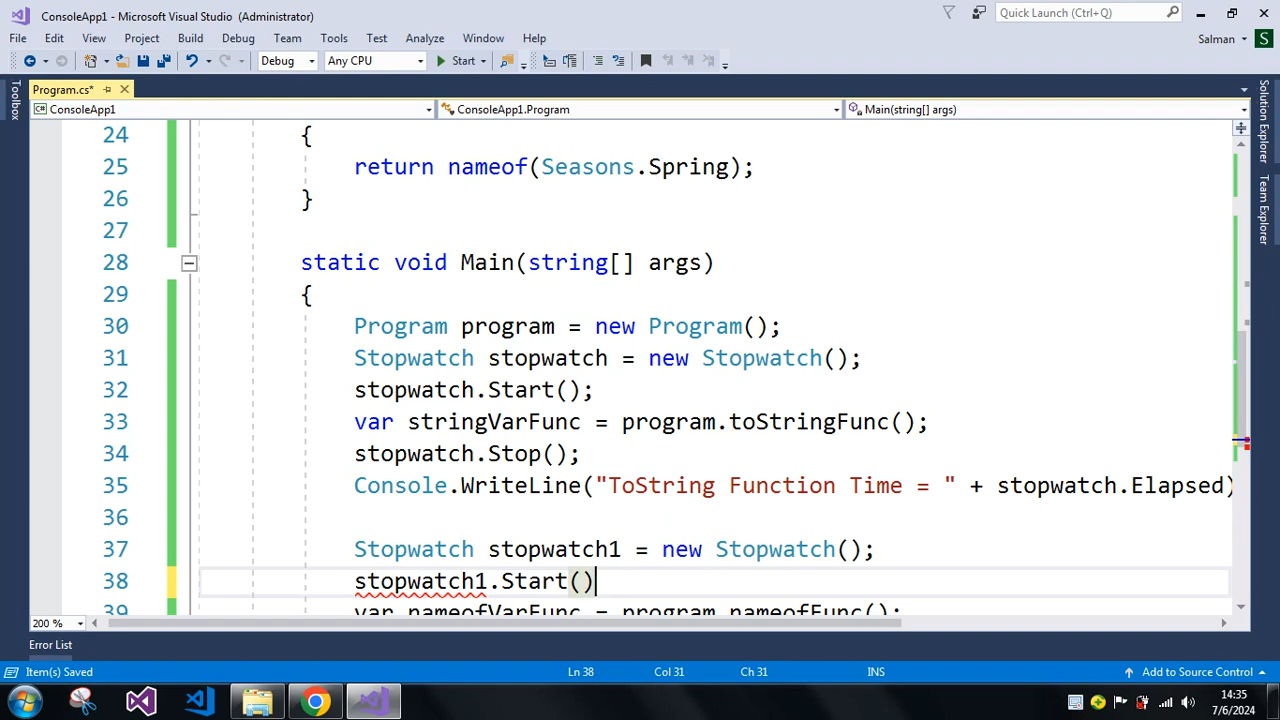 ConsoleApp1 - Microsoft Visual Studio (Administrator)
Quick Launch (Ctrl+Q)
File Edit View Project Build Debug Team Tools Test Analyze Window Help
Salman S
Debug Any CPU Start
Toolbox
Program.cs*
ConsoleApp1 ConsoleApp1.Program Main(string[] args)
Solution Explorer
Team Explorer
24 {
25 return nameof(Seasons.Spring);
26 }
27
28 static void Main(string[] args)
29 {
30 Program program = new Program();
31 Stopwatch stopwatch = new Stopwatch();
32 stopwatch.Start();
33 var stringVarFunc = program.toStringFunc();
34 stopwatch.Stop();
35 Console.WriteLine("ToString Function Time = " + stopwatch.Elapsed)
36
37 Stopwatch stopwatch1 = new Stopwatch();
38 stopwatch1.Start()
39 var nameofVarFunc = program.nameofFunc();
200 %
Error List
Item(s) Saved Ln 38 Col 31 Ch 31 INS Add to Source Control
14:35
7/6/2024